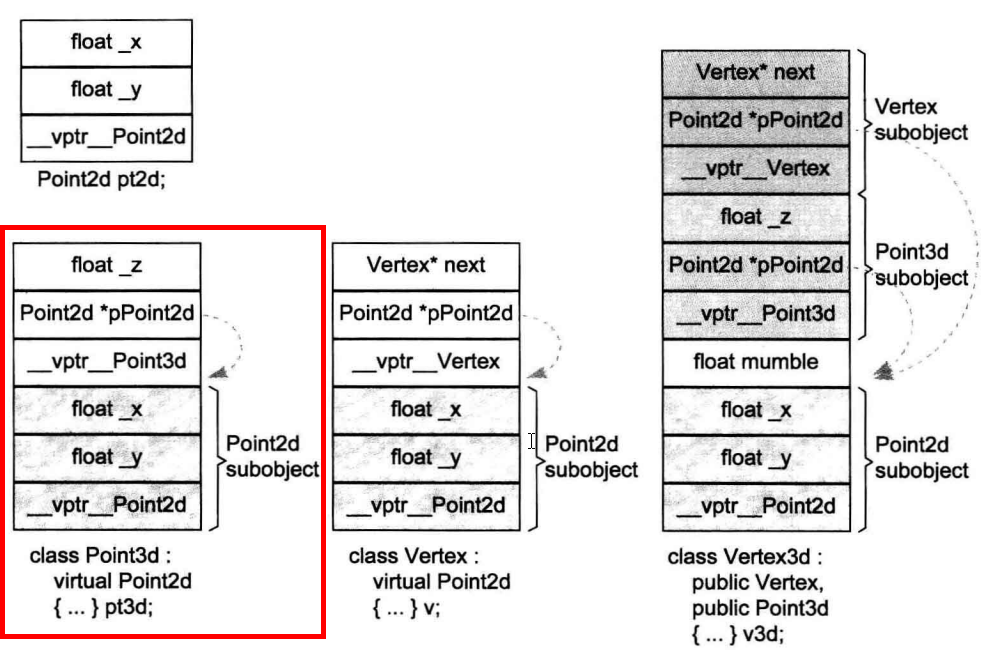 float _x
float _y
__vptr__Point2d
Point2d pt2d;
float _z
Point2d *pPoint2d
__vptr__Point3d
float _x
float _y
__vptr__Point2d
Point2d
subobject
class Point3d :
virtual Point2d
{ ... } pt3d;
Vertex* next
Point2d *pPoint2d
__vptr__Vertex
float _x
float _y
__vptr__Point2d
Point2d
subobject
class Vertex :
virtual Point2d
{ ... } v;
Vertex* next
Point2d *pPoint2d
__vptr__Vertex
Vertex
subobject
float _z
Point2d *pPoint2d
__vptr__Point3d
Point3d
subobject
float mumble
float _x
float _y
__vptr__Point2d
Point2d
subobject
class Vertex3d :
public Vertex,
public Point3d
{ ... } v3d;